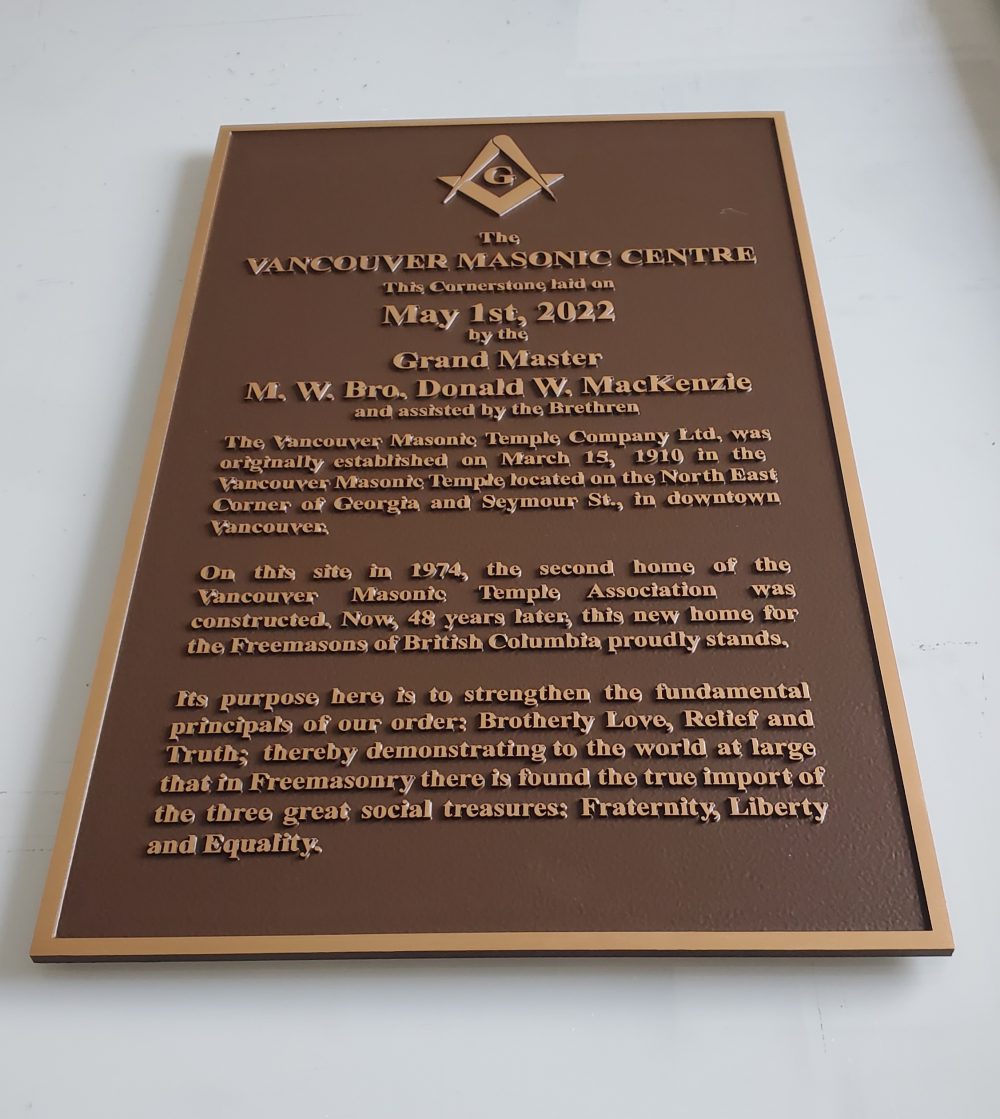 G
The
VANCOUVER MASONIC CENTRE
This Cornerstone laid on
May 1st, 2022
by the
Grand Master
M. W. Bro. Donald W. MacKenzie
and assisted by the Brethren
The Vancouver Masonic Temple Company Ltd. was
originally established on March 15, 1910 in the
Vancouver Masonic Temple located on the North East
Corner of Georgia and Seymour St., in downtown
Vancouver.
On this site in 1974, the second home of the
Vancouver Masonic Temple Association was
constructed. Now, 48 years later, this new home for
the Freemasons of British Columbia proudly stands.
Its purpose here is to strengthen the fundamental
principals of our order; Brotherly Love, Relief and
Truth; thereby demonstrating to the world at large
that in Freemasonry there is found the true import of
the three great social treasures: Fraternity, Liberty
and Equality.